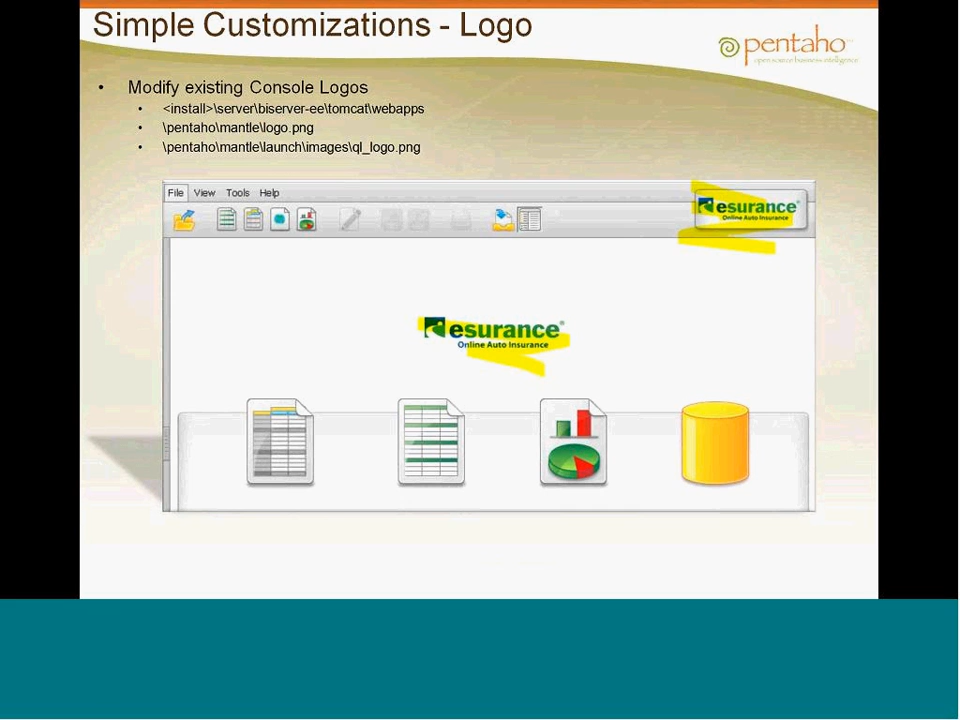 Simple Customizations - Logo
pentaho
open source business intelligence
• Modify existing Console Logos
• <install>\server\biserver-ee\tomcat\webapps
• \pentaho\mantle\logo.png
• \pentaho\mantle\launch\images\ql_logo.png
File View Tools Help
esurance®
Online Auto Insurance
esurance®
Online Auto Insurance